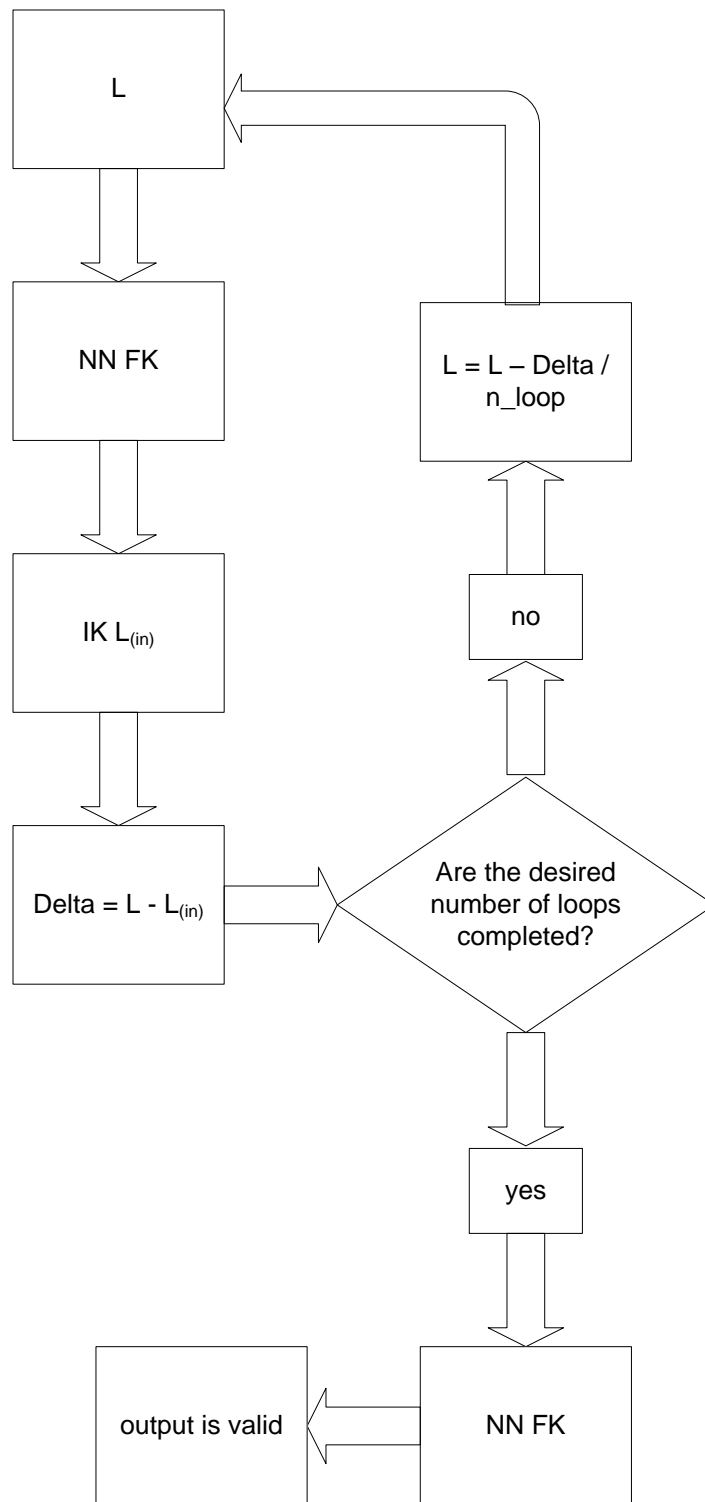 L
NN FK
IK L(in)
Delta = L - L(in)
Are the desired
number of loops
completed?
no
L = L – Delta /
n_loop
yes
NN FK
output is valid